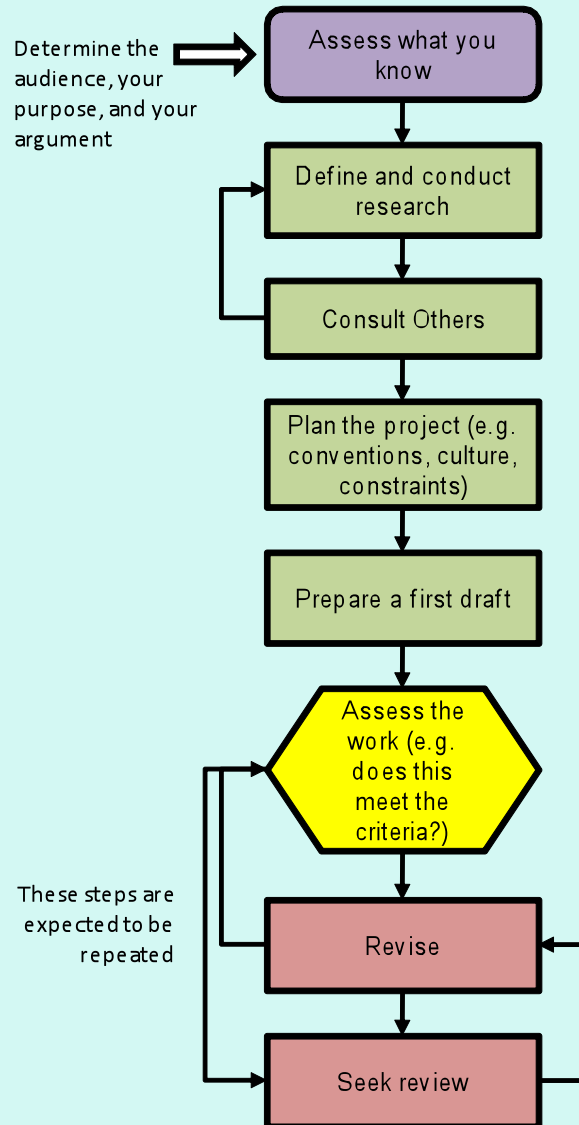 Determine the
audience, your
purpose, and your
argument
Assess what you
know
Define and conduct
research
Consult Others
Plan the project (e.g.
conventions, culture,
constraints)
Prepare a first draft
Assess the
work (e.g.
does this
meet the
criteria?)
These steps are
expected to be
repeated
Revise
Seek review